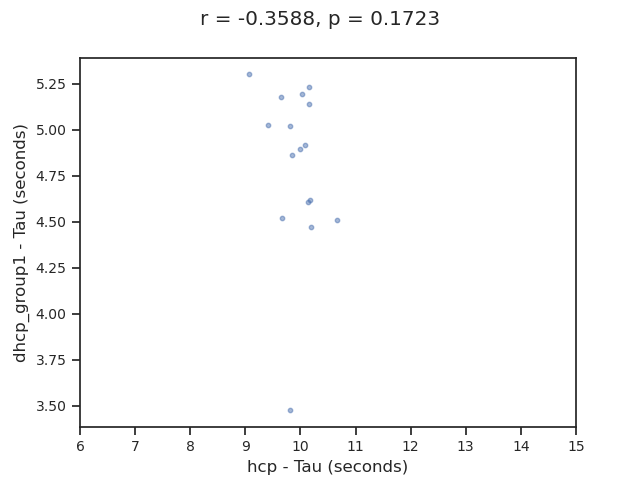 r = -0.3588, p = 0.1723
5.25
5.00
4.75
4.50
4.25
4.00
3.75
3.50
dhcp_group1 - Tau (seconds)
6 7 8 9 10 11 12 13 14 15
hcp - Tau (seconds)